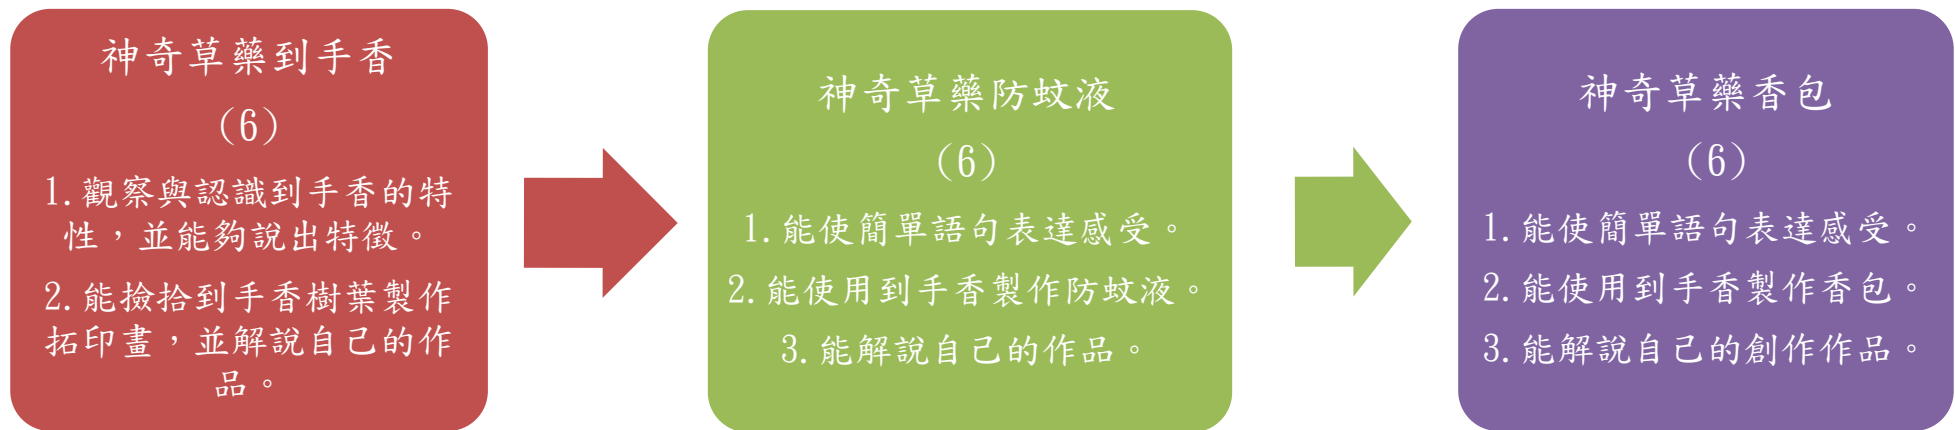 神奇草藥到手香
(6)
1.觀察與認識到手香的特
性，並能夠說出特徵。
2.能撿拾到手香樹葉製作
拓印畫，並解說自己的作
品。
神奇草藥防蚊液
(6)
1.能使簡單語句表達感受。
2.能使用到手香製作防蚊液。
3.能解說自己的作品。
神奇草藥香包
(6)
1.能使簡單語句表達感受。
2.能使用到手香製作香包。
3.能解說自己的創作作品。